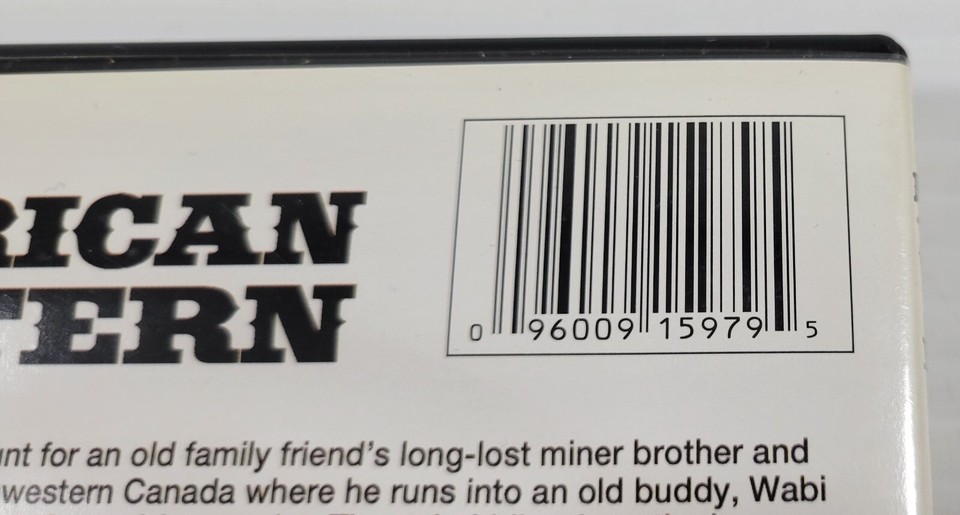 RICAN
TERN
0 96009 15979 5
unt for an old family friend's long-lost miner brother and
western Canada where he runs into an old buddy, Wabi